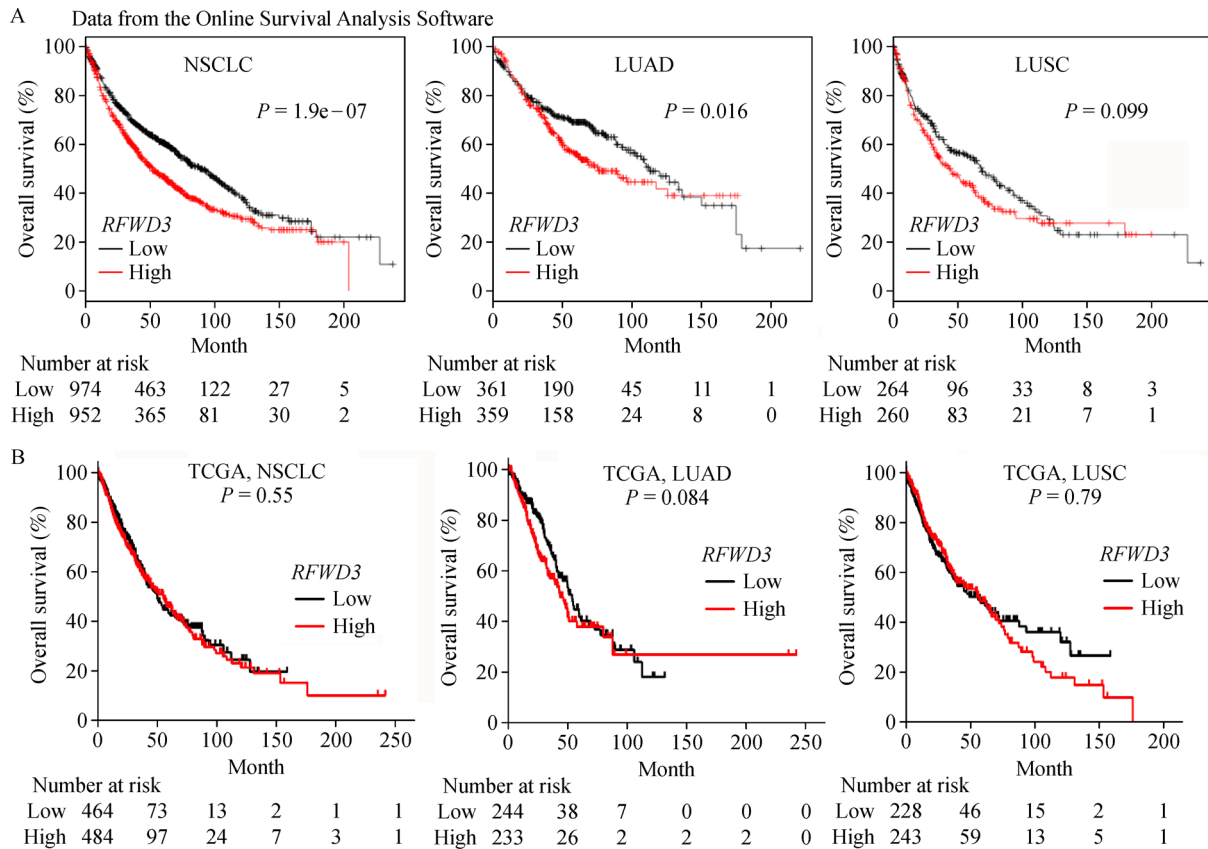 A
Data from the Online Survival Analysis Software
NSCLC
P = 1.9e−07
Overall survival (%)
100
80
60
40
20
0
RFWD3
Low
High
0 50 100 150 200
Month
Number at risk
Low 974 463 122 27 5
High 952 365 81 30 2
LUAD
P = 0.016
Overall survival (%)
100
80
60
40
20
0
RFWD3
Low
High
0 50 100 150 200
Month
Number at risk
Low 361 190 45 11 1
High 359 158 24 8 0
LUSC
P = 0.099
Overall survival (%)
100
80
60
40
20
0
RFWD3
Low
High
0 50 100 150 200
Month
Number at risk
Low 264 96 33 8 3
High 260 83 21 7 1
B
TCGA, NSCLC
P = 0.55
Overall survival (%)
100
80
60
40
20
0
RFWD3
Low
High
0 50 100 150 200 250
Month
Number at risk
Low 464 73 13 2 1 1
High 484 97 24 7 3 1
TCGA, LUAD
P = 0.084
Overall survival (%)
100
80
60
40
20
0
RFWD3
Low
High
0 50 100 150 200 250
Month
Number at risk
Low 244 38 7 0 0 0
High 233 26 2 2 2 0
TCGA, LUSC
P = 0.79
Overall survival (%)
100
80
60
40
20
0
RFWD3
Low
High
0 50 100 150 200
Month
Number at risk
Low 228 46 15 2 1
High 243 59 13 5 1